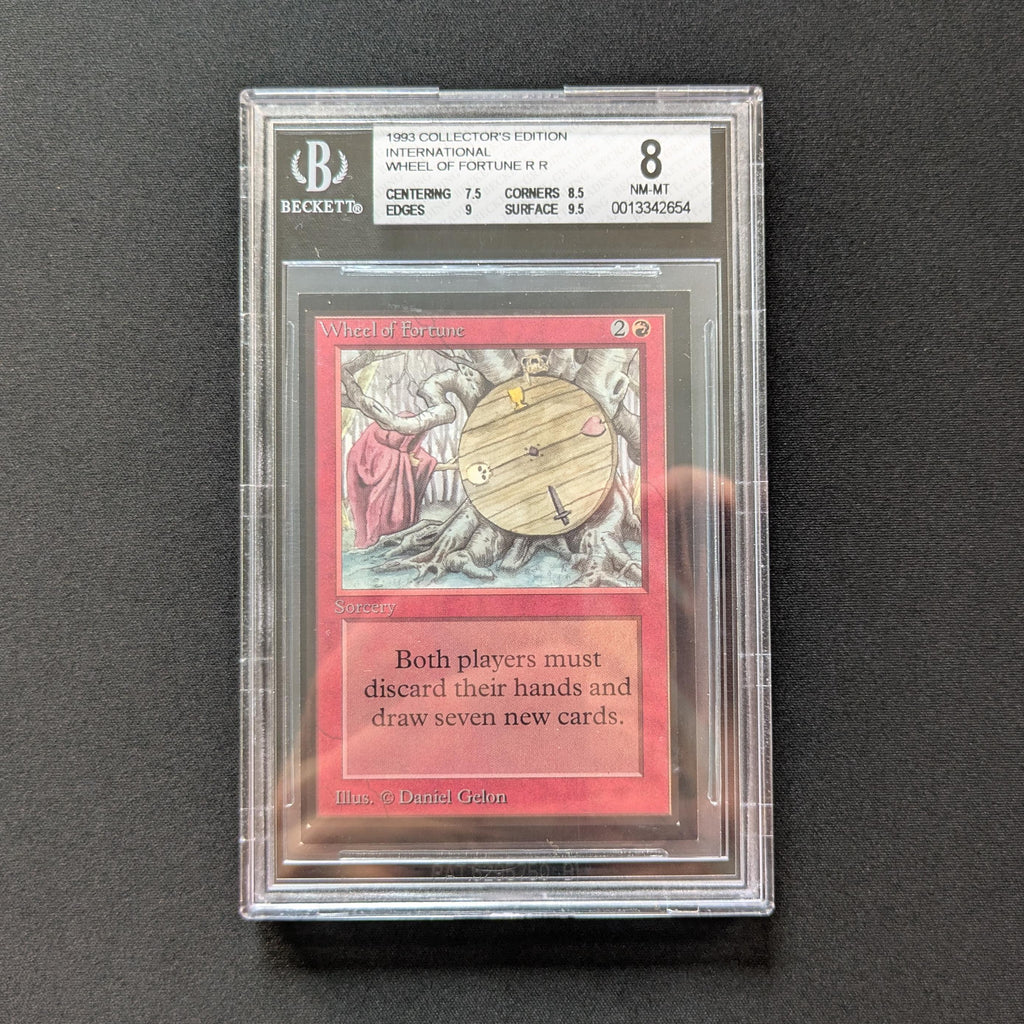 B
BECKETT®
1993 COLLECTOR'S EDITION
INTERNATIONAL
WHEEL OF FORTUNE R R
CENTERING 7.5 CORNERS 8.5
EDGES 9 SURFACE 9.5
8
NM-MT
0013342654
Wheel of Fortune 2
Sorcery
Both players must
discard their hands and
draw seven new cards.
Illus. © Daniel Gelon